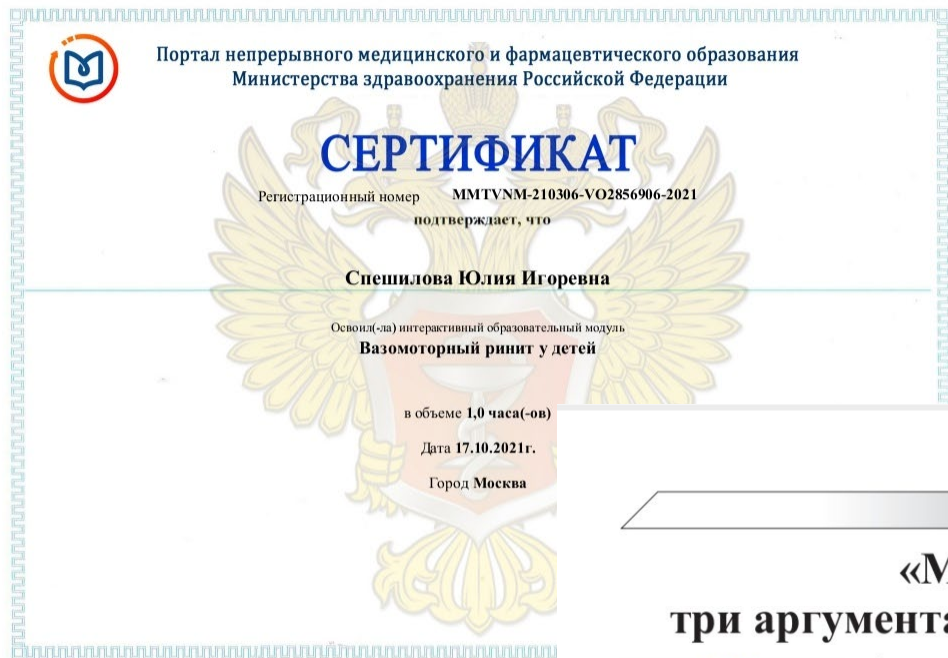 Портал непрерывного медицинского и фармацевтического образования
Министерства здравоохранения Российской Федерации
СЕРТИФИКАТ
Регистрационный номер MMTVNM-210306-VO2856906-2021
подтверждает, что
Спешилова Юлия Игоревна
Освоил(-ла) интерактивный образовательный модуль
Вазомоторный ринит у детей
в объеме 1,0 часа(-ов)
Дата 17.10.2021г.
Город Москва
«М
три аргумента